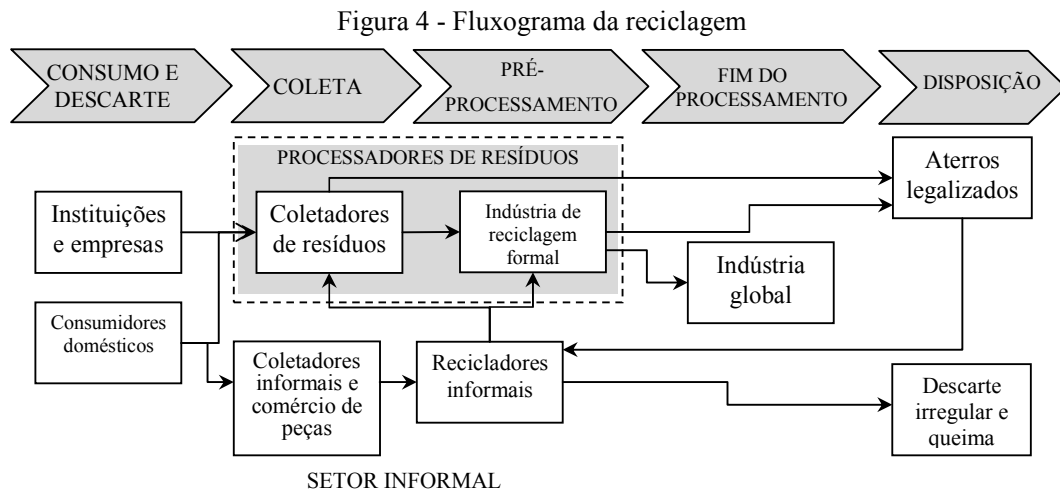 Figura 4 - Fluxograma da reciclagem
CONSUMO E
DESCARTE
COLETA
PRÉ-
PROCESSAMENTO
FIM DO
PROCESSAMENTO
DISPOSIÇÃO
PROCESSADORES DE RESÍDUOS
Instituições
e empresas
Coletadores
de resíduos
Indústria de
reciclagem
formal
Aterros
legalizados
Indústria
global
Consumidores
domésticos
Coletadores
informais e
comércio de
peças
Recicladores
informais
Descarte
irregular e
queima
SETOR INFORMAL